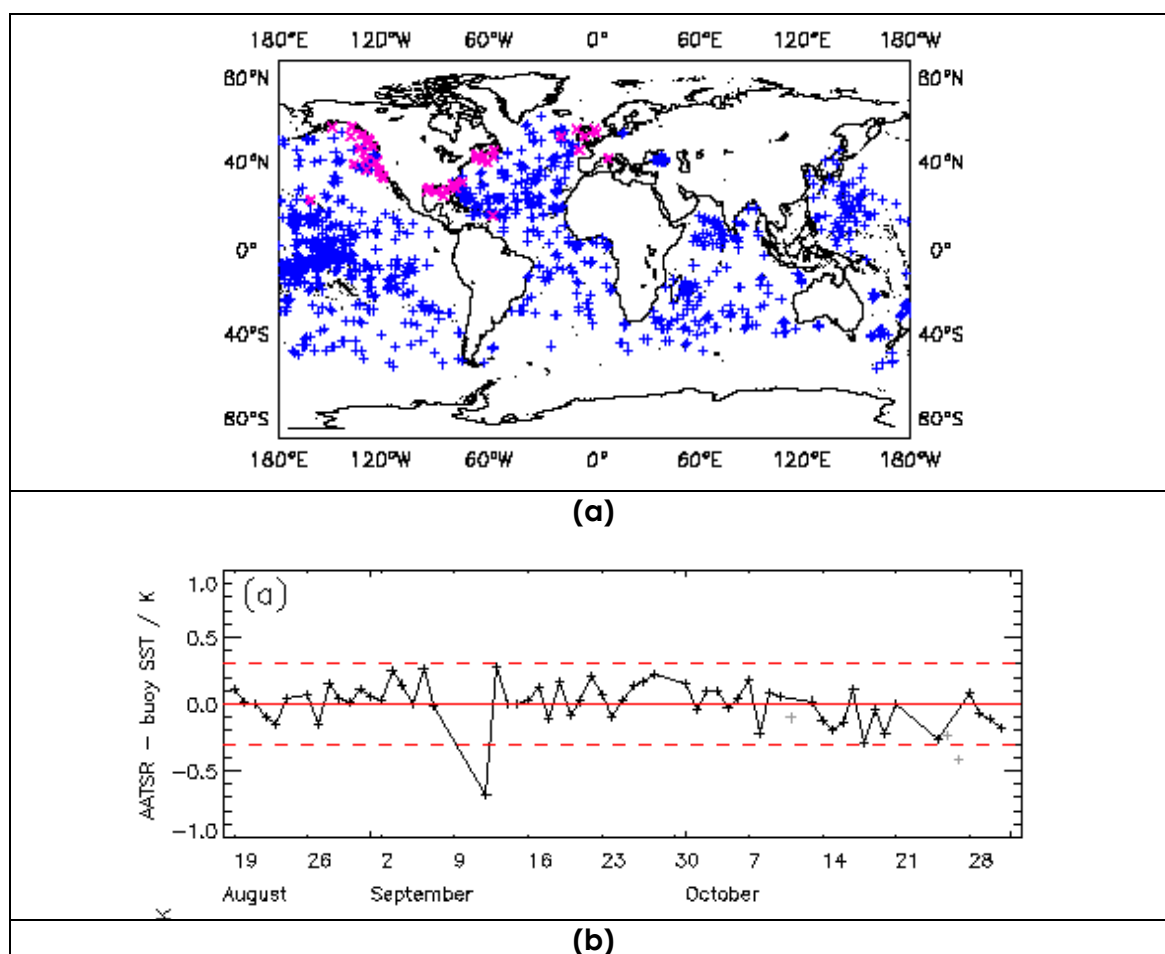 180°E 120°W 60°W 0° 60°E 120°E 180°W
80°N 80°N
40°N 40°N
0° 0°
40°S 40°S
80°S 80°S
180°E 120°W 60°W 0° 60°E 120°E 180°W
(a)
(a)
AATSR – buoy SST / K
1.0
0.5
0.0
−0.5
−1.0
19 26 2 9 16 23 30 7 14 21 28
August September October
K
(b)